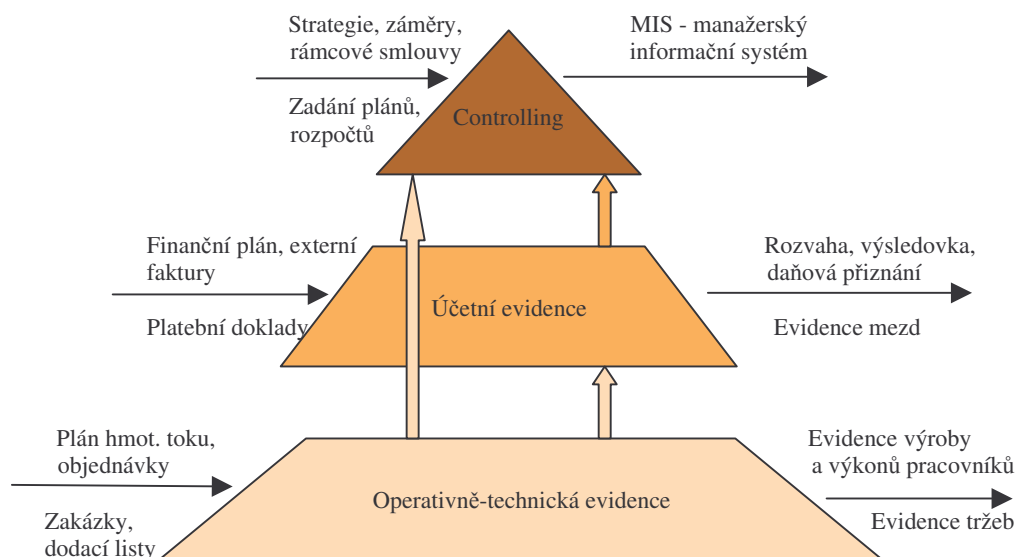 Strategie, záměry,
rámcové smlouvy
Zadání plánů,
rozpočtů
Controlling
MIS - manažerský
informační systém
Finanční plán, externí
faktury
Platební doklady
Účetní evidence
Rozvaha, výsledovka,
daňová přiznání
Evidence mezd
Plán hmot. toku,
objednávky
Zakázky,
dodací listy
Operativně-technická evidence
Evidence výroby
a výkonů pracovníků
Evidence tržeb